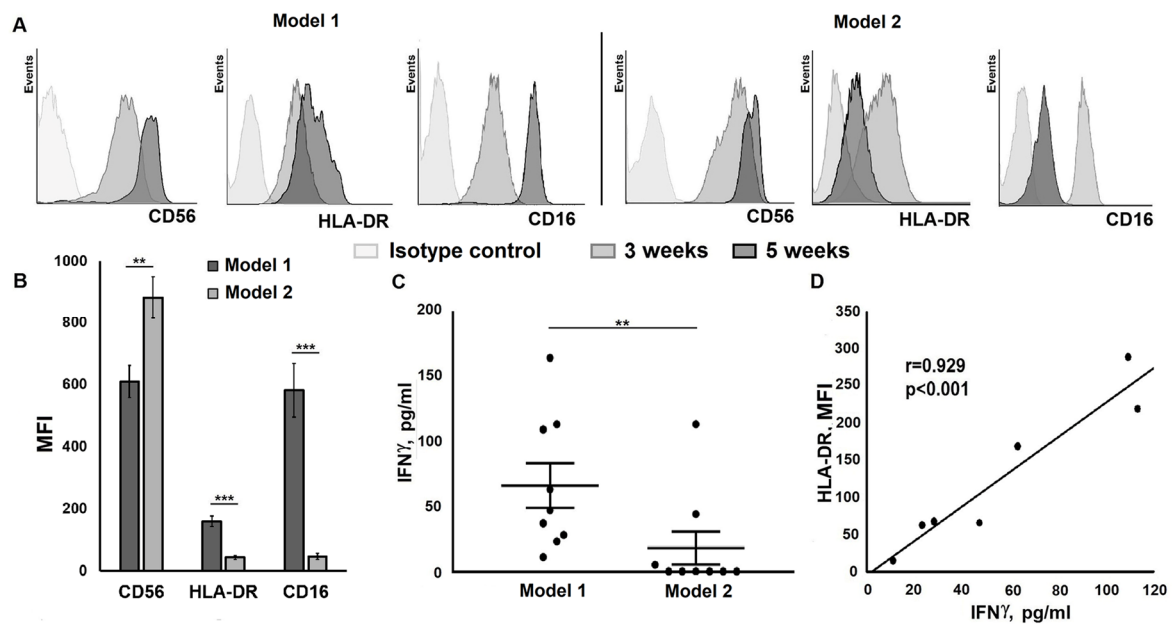 A
Model 1
Model 2
Events
CD56
Events
HLA-DR
Events
CD16
Events
CD56
Events
HLA-DR
Events
CD16
Isotype control
3 weeks
5 weeks
B
MFI
1000
800
600
400
200
0
**
***
***
Model 1
Model 2
CD56
HLA-DR
CD16
C
IFNγ, pg/ml
200
150
100
50
0
**
Model 1
Model 2
D
HLA-DR, MFI
350
300
250
200
150
100
50
0
r=0.929
p<0.001
0
20
40
60
80
100
120
IFNγ, pg/ml